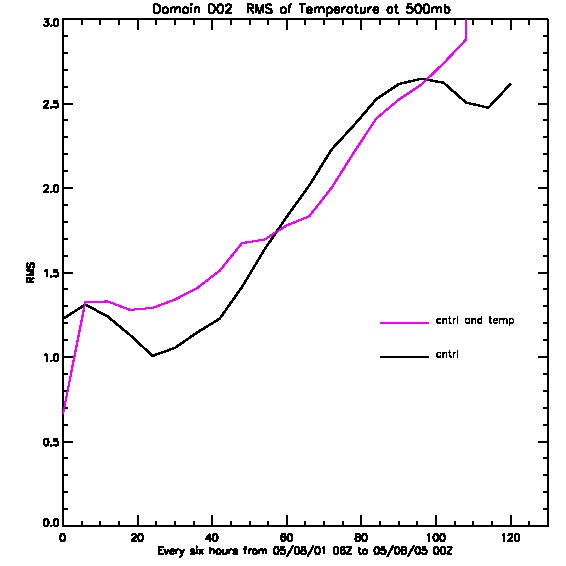 Domain D02  RMS of Temperature at 500mb
3.0
2.5
2.0
1.5
1.0
0.5
0.0
RMS
cntrl and temp
cntrl
0 20 40 60 80 100 120
Every six hours from 05/08/01 06Z to 05/08/05 00Z